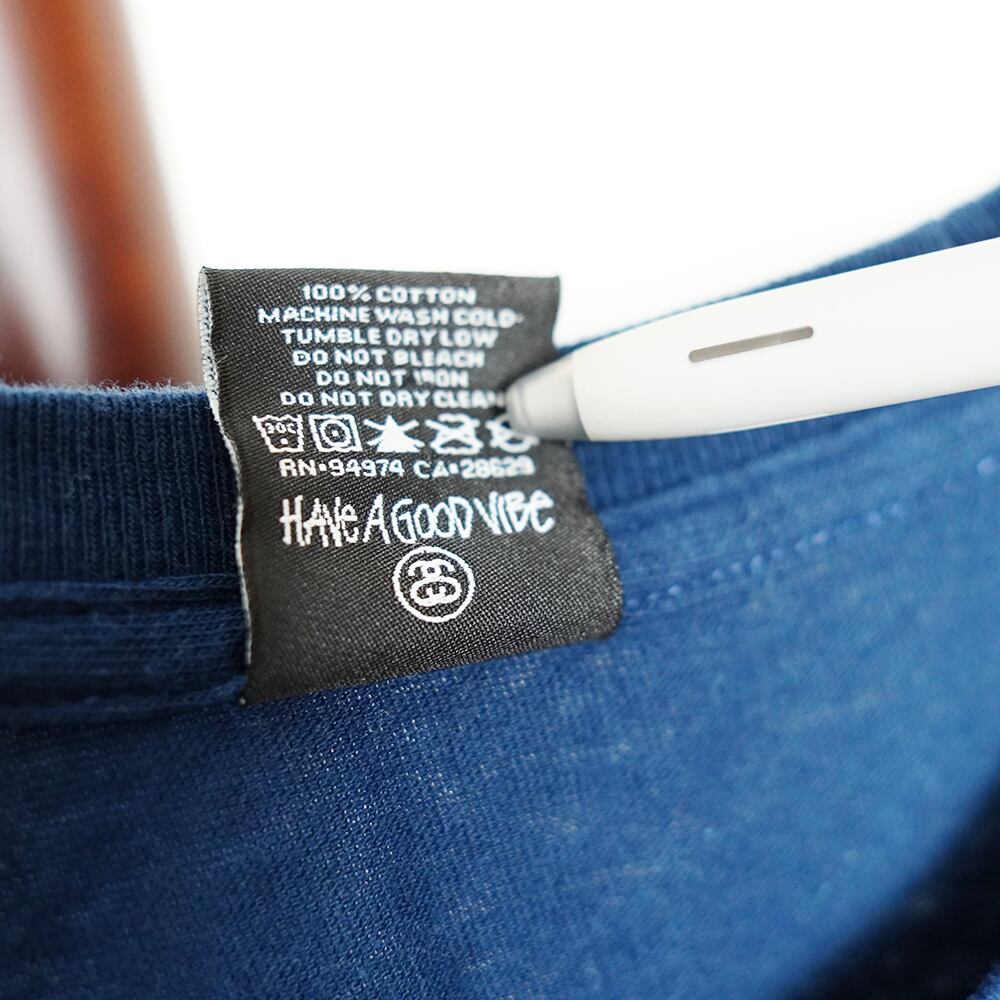 100% COTTON
MACHINE WASH COLD-
TUMBLE DRY LOW
DO NOT BLEACH
DO NOT IRON
DO NOT DRY CLEAN
30C
RN•94974 CA•28629
HAVE A GOOD VIBE